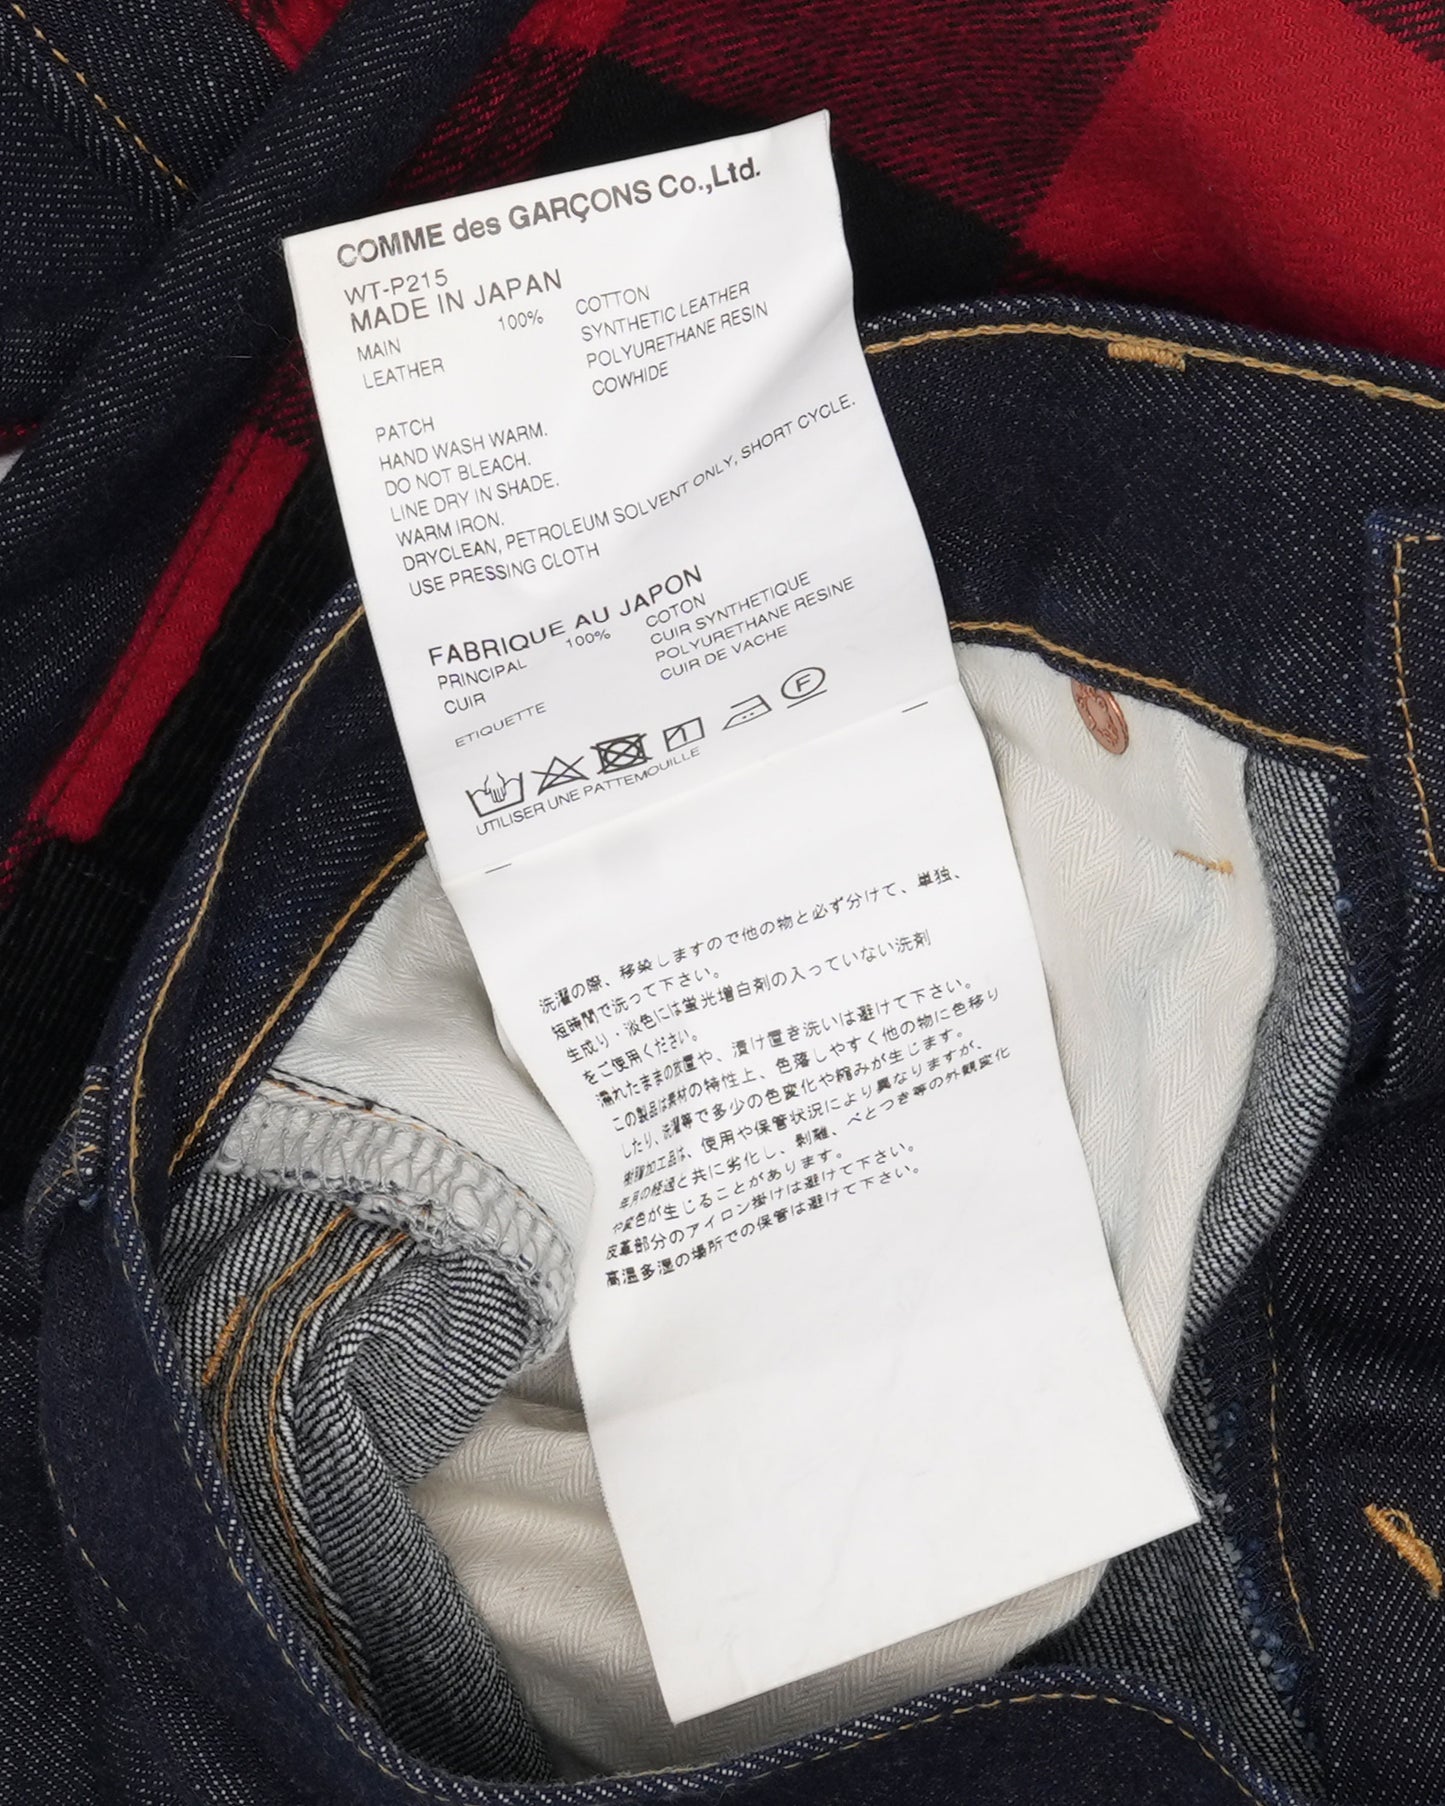 COMME des GARÇONS Co.,Ltd.
WT-P215
MADE IN JAPAN
MAIN 100% COTTON
LEATHER SYNTHETIC LEATHER
POLYURETHANE RESIN
PATCH COWHIDE
HAND WASH WARM.
DO NOT BLEACH.
LINE DRY IN SHADE.
WARM IRON.
DRYCLEAN, PETROLEUM SOLVENT ONLY, SHORT CYCLE.
USE PRESSING CLOTH
FABRIQUE AU JAPON
PRINCIPAL 100% COTON
CUIR CUIR SYNTHETIQUE
POLYURETHANE RESINE
ETIQUETTE CUIR DE VACHE
F
UTILISER UNE PATTEMOUILLE
洗濯の際、移染しますので他の物と必ず分けて、単独、
短時間で洗って下さい。
生成り、淡色には蛍光増白剤の入っていない洗剤
をご使用ください。
濡れたままの放置や、漬け置き洗いは避けて下さい。
この製品は素材の特性上、色落しやすく他の物に色移り
したり、洗濯等で多少の色変化や縮みが生じます。
樹脂加工品は、使用や保管状況により異なりますが、
年月の経過と共に劣化し、剥離、べとつき等の外観変化
や変色が生じることがあります。
皮革部分のアイロン掛けは避けて下さい。
高温多湿の場所での保管は避けて下さい。